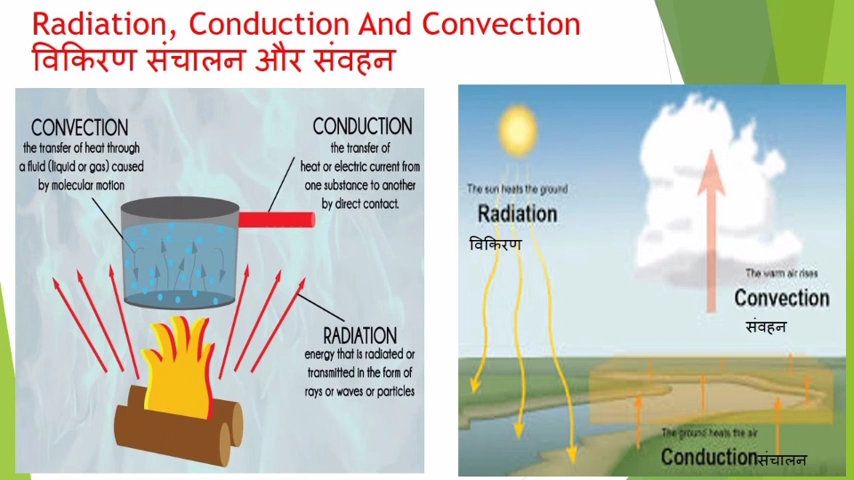 Radiation, Conduction And Convection
विकिरण संचालन और संवहन
CONVECTION
the transfer of heat through
a fluid (liquid or gas) caused
by molecular motion
CONDUCTION
the transfer of
heat or electric current from
one substance to another
by direct contact.
RADIATION
energy that is radiated or
transmitted in the form of
rays or waves or particles
The sun heats the ground
Radiation
विकिरण
The warm air rises
Convection
संवहन
The ground heats the air
Conductionसंचालन